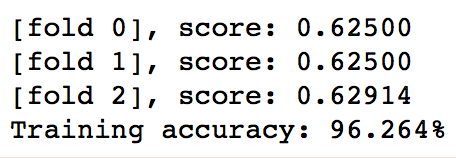 [fold 0], score: 0.62500
[fold 1], score: 0.62500
[fold 2], score: 0.62914
Training accuracy: 96.264%